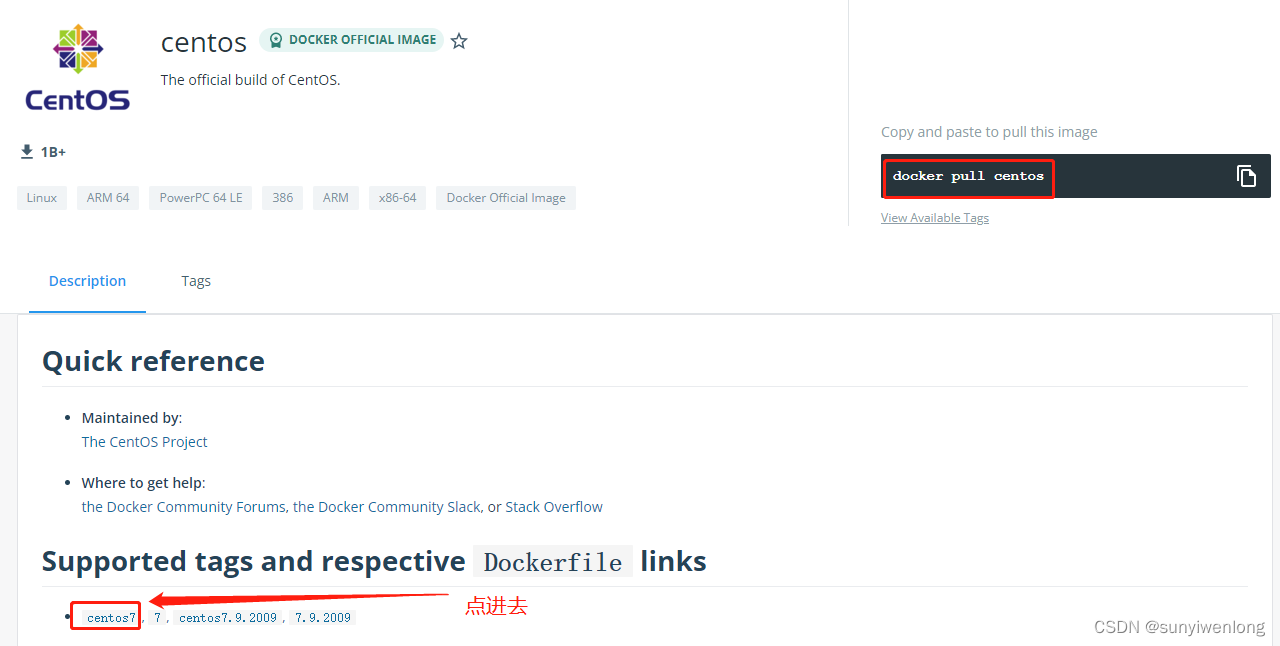 centos DOCKER OFFICIAL IMAGE
The official build of CentOS.
CentOS
1B+
Linux ARM 64 PowerPC 64 LE 386 ARM x86-64 Docker Official Image
Copy and paste to pull this image
docker pull centos
View Available Tags
Description Tags
Quick reference
Maintained by:
The CentOS Project
Where to get help:
the Docker Community Forums, the Docker Community Slack, or Stack Overflow
Supported tags and respective Dockerfile links
centos7, 7, centos7.9.2009, 7.9.2009
点进去
CSDN @sunyiwenlong